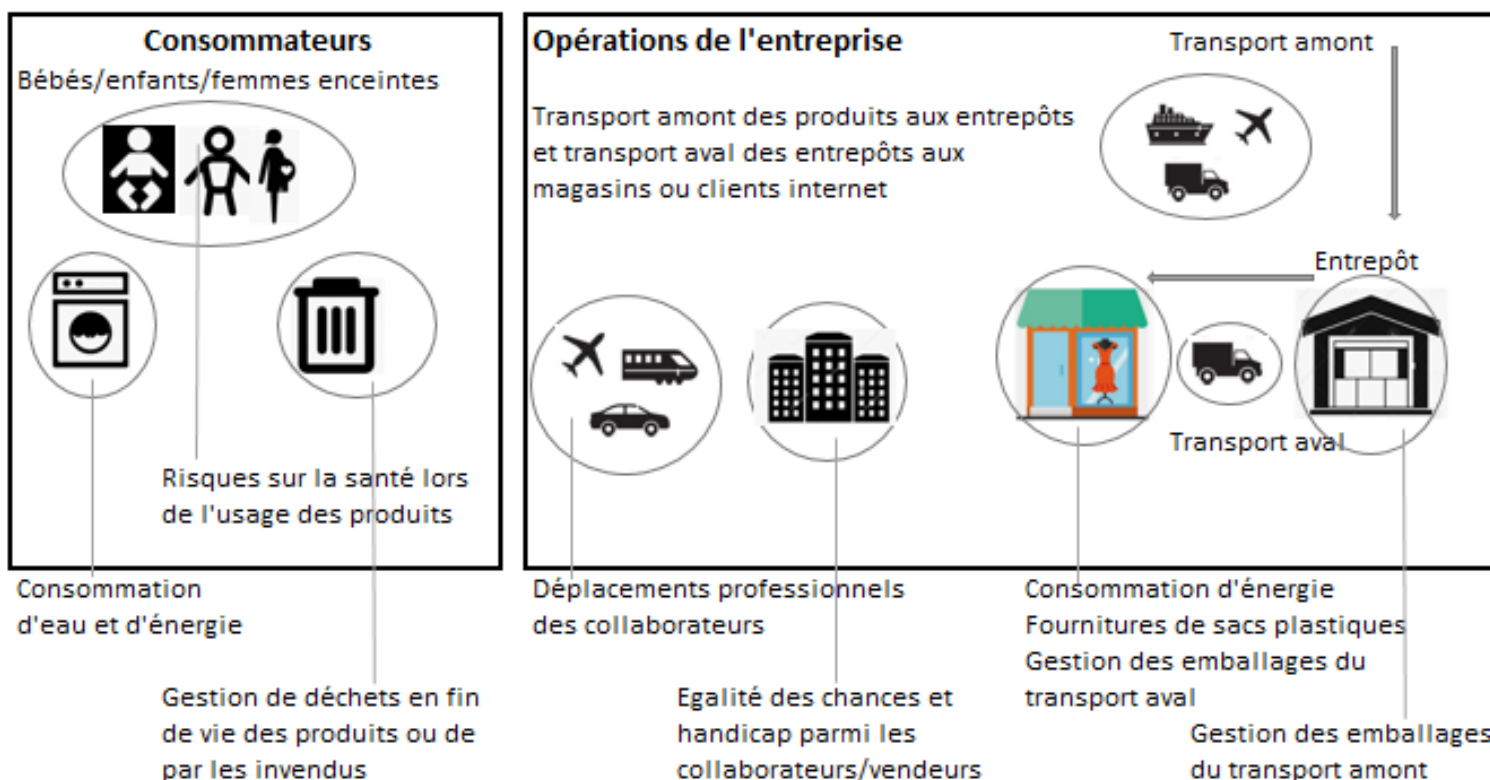 Consommateurs
Bébés/enfants/femmes enceintes
Risques sur la santé lors
de l'usage des produits
Consommation
d'eau et d'énergie
Gestion de déchets en fin
de vie des produits ou de
par les invendus
Opérations de l'entreprise
Transport amont des produits aux entrepôts
et transport aval des entrepôts aux
magasins ou clients internet
Transport amont
Entrepôt
Transport aval
Déplacements professionnels
des collaborateurs
Egalité des chances et
handicap parmi les
collaborateurs/vendeurs
Consommation d'énergie
Fournitures de sacs plastiques
Gestion des emballages du
transport aval
Gestion des emballages
du transport amont